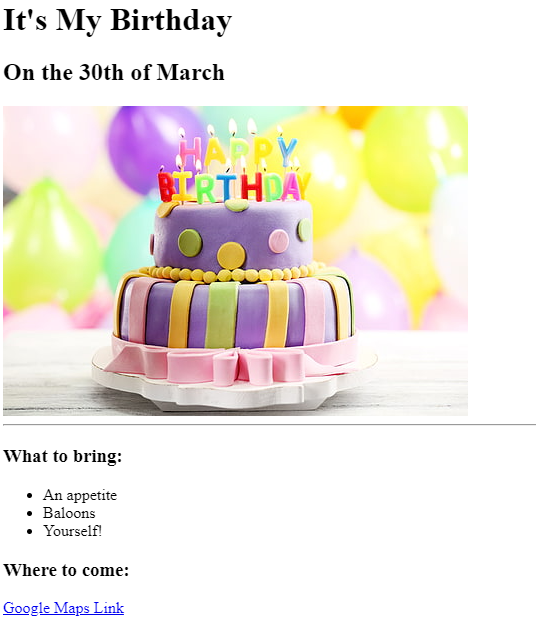 It's My Birthday
On the 30th of March
HAPPY
BIRTHDAY
What to bring:
An appetite
Baloons
Yourself!
Where to come:
Google Maps Link